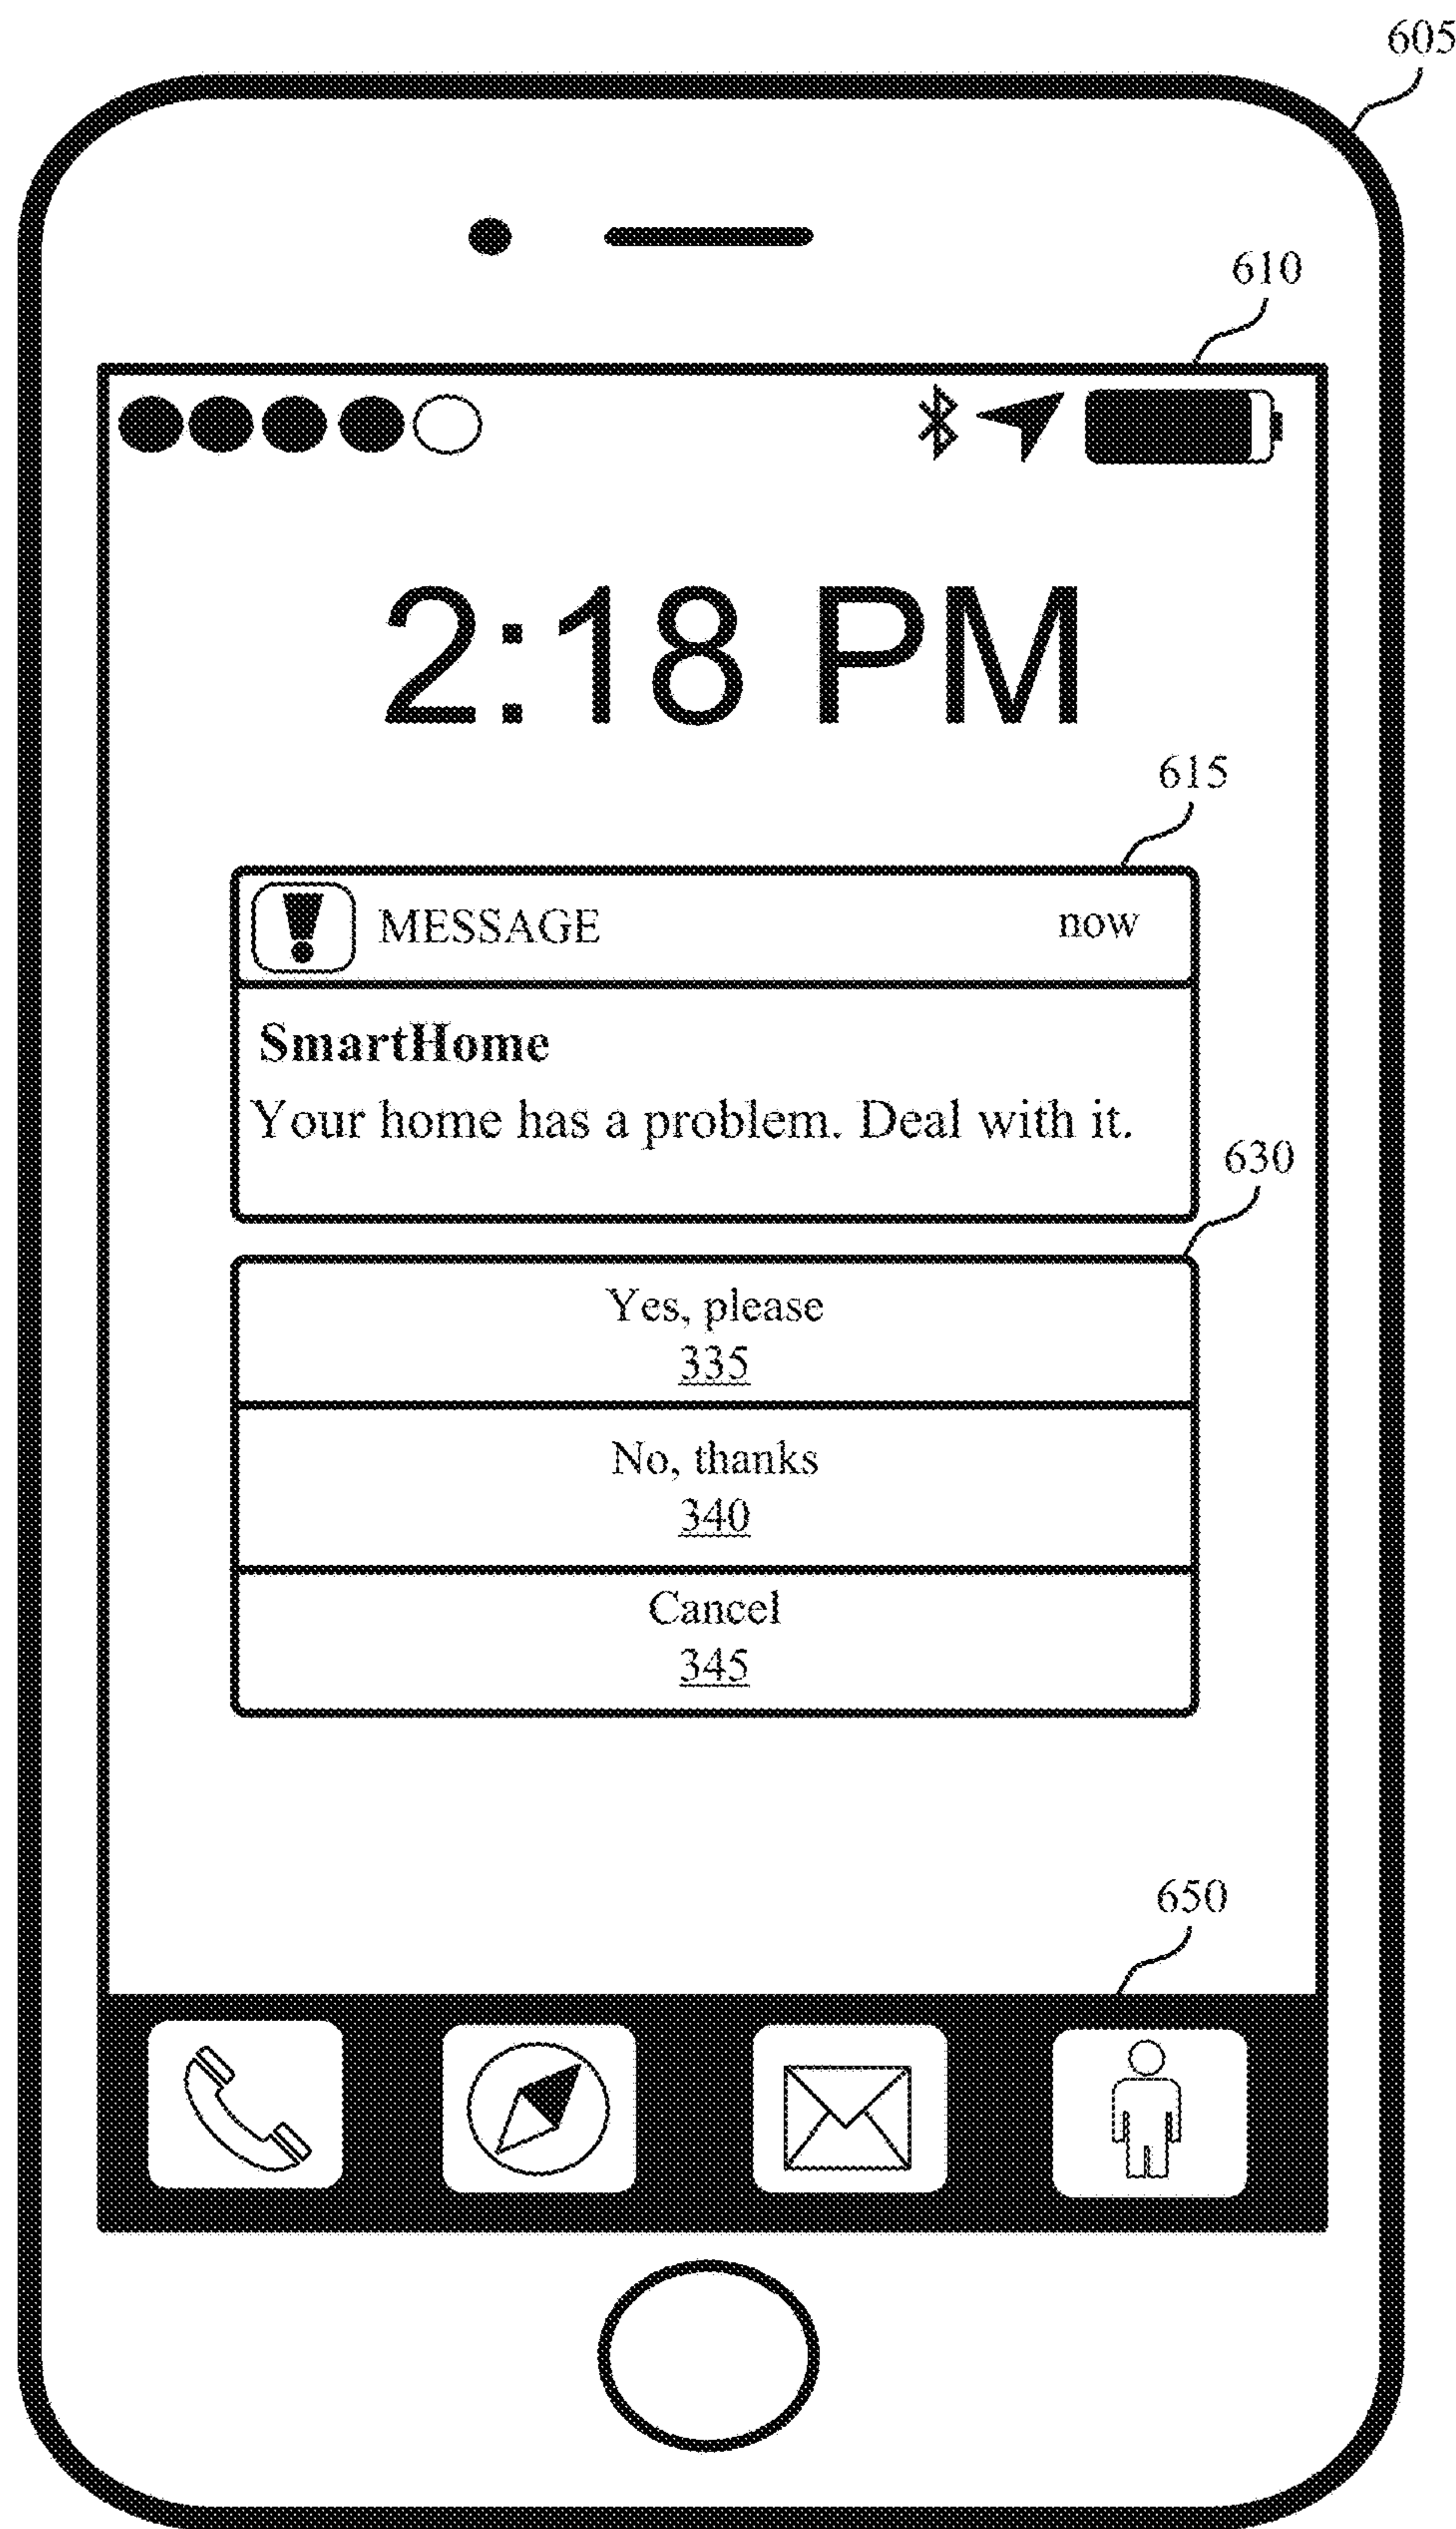 605
610
2:18 PM
615
MESSAGE now
SmartHome
Your home has a problem. Deal with it.
630
Yes, please
335
No, thanks
340
Cancel
345
650